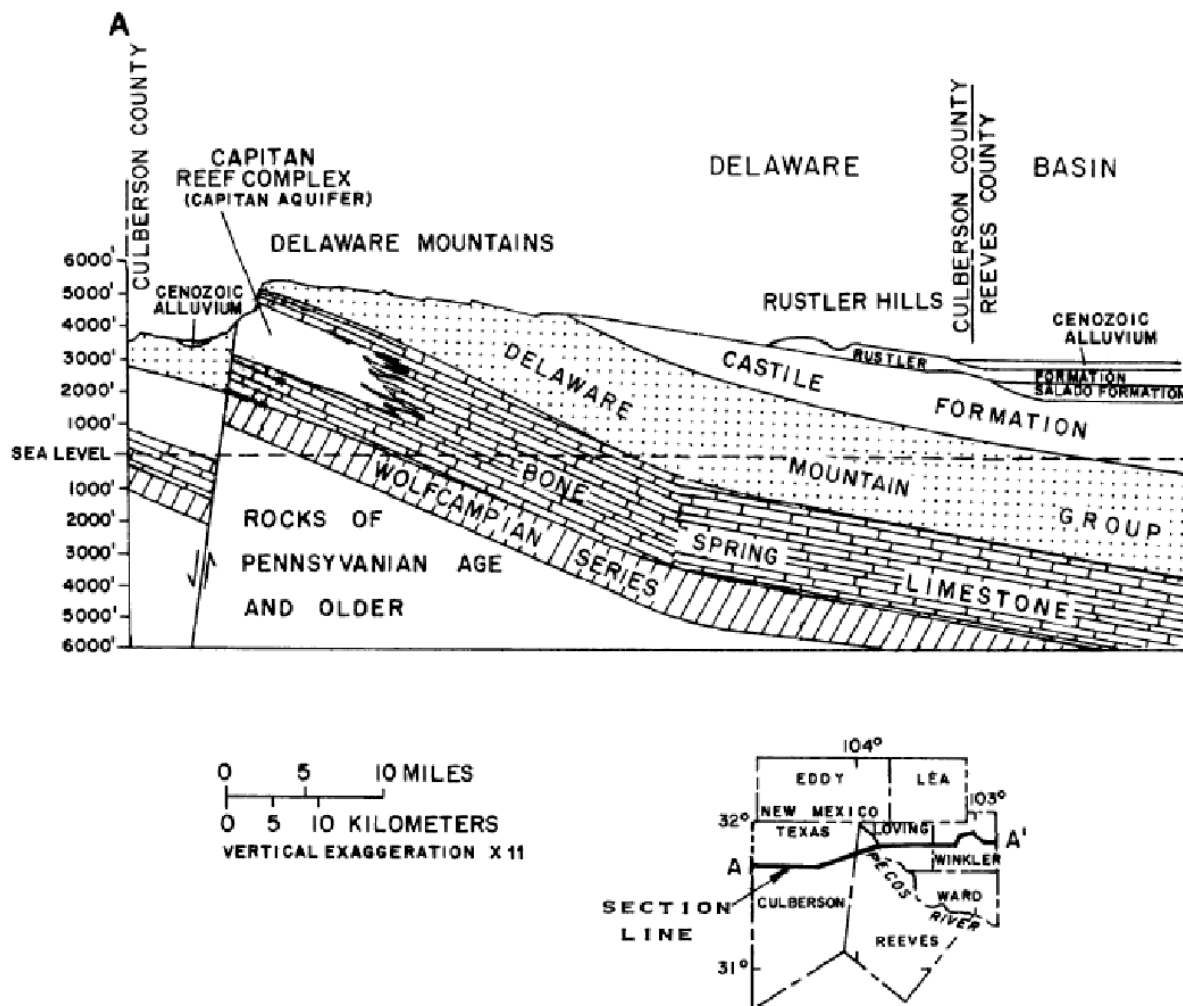 A
CULBERSON COUNTY
CAPITAN
REEF COMPLEX
(CAPITAN AQUIFER)
DELAWARE MOUNTAINS
DELAWARE
BASIN
CULBERSON COUNTY
REEVES COUNTY
RUSTLER HILLS
CENOZOIC
ALLUVIUM
CENOZOIC
ALLUVIUM
6000'
5000'
4000'
3000'
2000'
1000'
SEA LEVEL
1000'
2000'
3000'
4000'
5000'
6000'
RUSTLER
FORMATION
SALADO FORMATION
CASTILE
FORMATION
DELAWARE
MOUNTAIN
GROUP
BONE
SPRING
LIMESTONE
WOLFCAMPIAN
SERIES
ROCKS OF
PENNSYVANIAN AGE
AND OLDER
0 5 10 MILES
0 5 10 KILOMETERS
VERTICAL EXAGGERATION X 11
104°
EDDY
LEA
103°
NEW MEXICO
32°
TEXAS
LOVING
A'
A
WINKLER
PECOS
RIVER
CULBERSON
WARD
SECTION
LINE
REEVES
31°